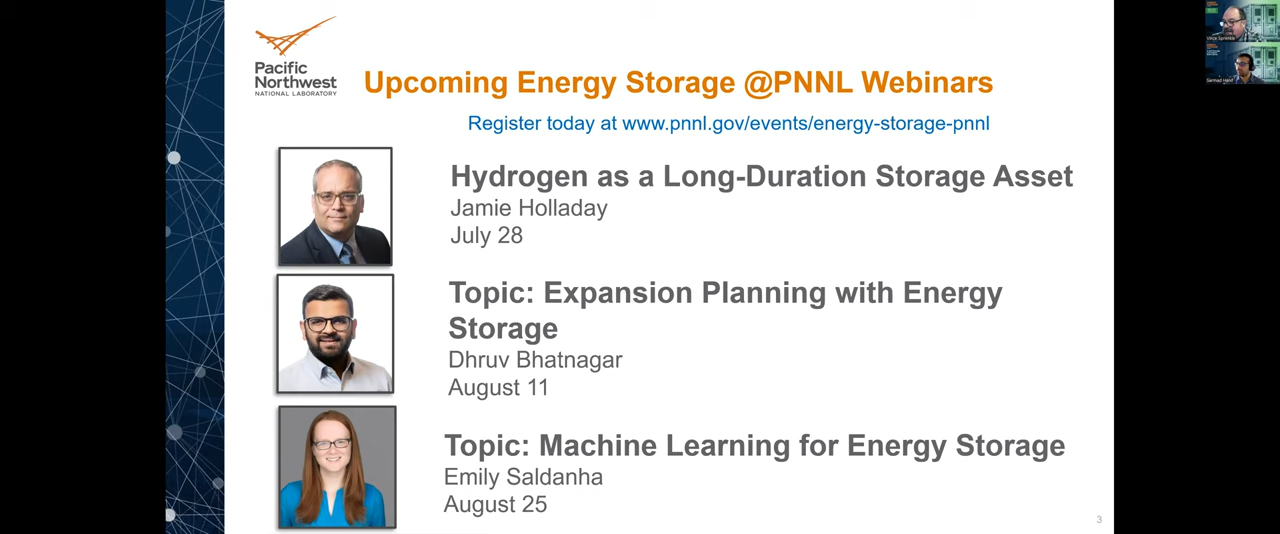 Pacific
Northwest
NATIONAL LABORATORY
Upcoming Energy Storage @PNNL Webinars
Register today at www.pnnl.gov/events/energy-storage-pnnl
Hydrogen as a Long-Duration Storage Asset
Jamie Holladay
July 28
Topic: Expansion Planning with Energy
Storage
Dhruv Bhatnagar
August 11
Topic: Machine Learning for Energy Storage
Emily Saldanha
August 25
3
Vince Sprenkle